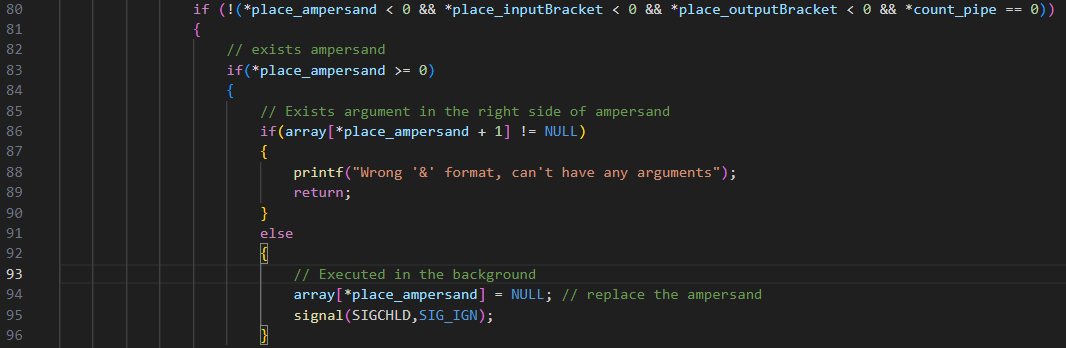 80 if (!(*place_ampersand < 0 && *place_inputBracket < 0 && *place_outputBracket < 0 && *count_pipe == 0))
81 {
82 // exists ampersand
83 if(*place_ampersand >= 0)
84 {
85 // Exists argument in the right side of ampersand
86 if(array[*place_ampersand + 1] != NULL)
87 {
88 printf("Wrong '&' format, can't have any arguments");
89 return;
90 }
91 else
92 {
93 // Executed in the background
94 array[*place_ampersand] = NULL; // replace the ampersand
95 signal(SIGCHLD,SIG_IGN);
96 }